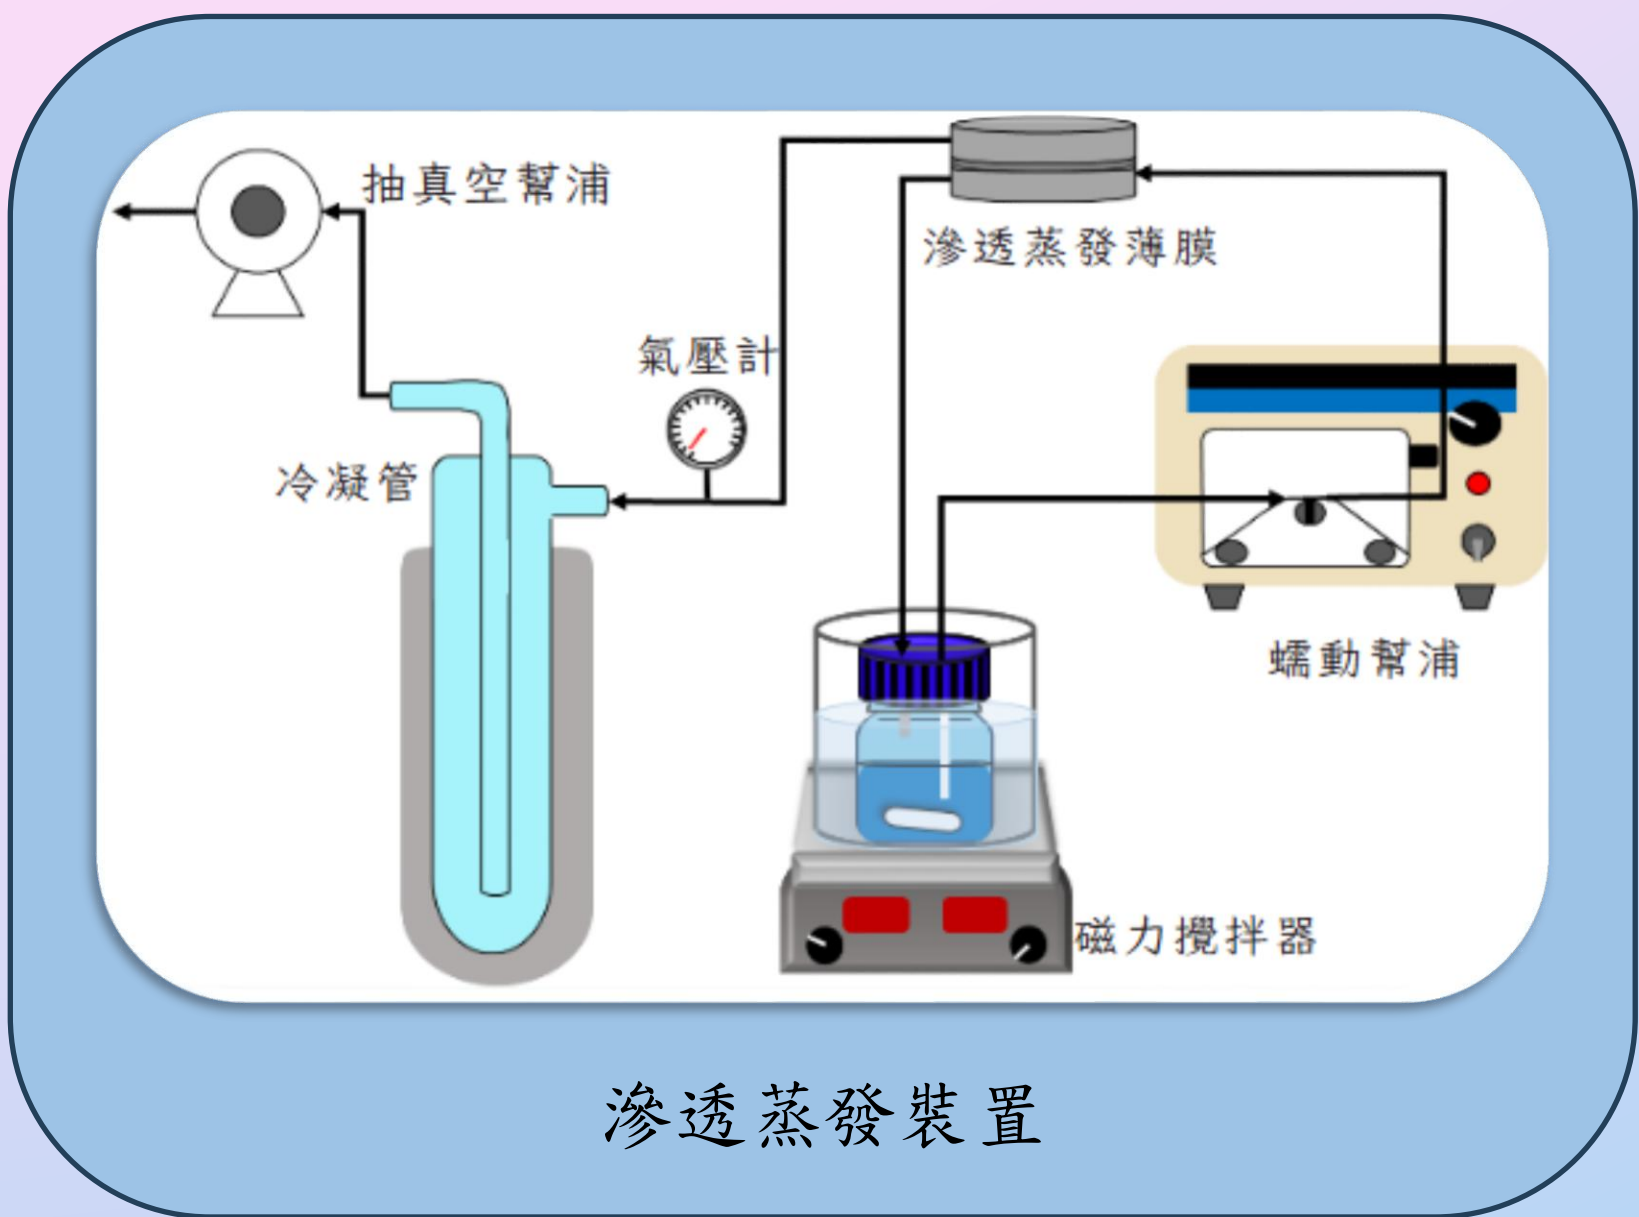 抽真空幫浦
滲透蒸發薄膜
氣壓計
冷凝管
蠕動幫浦
磁力攪拌器
滲透蒸發裝置